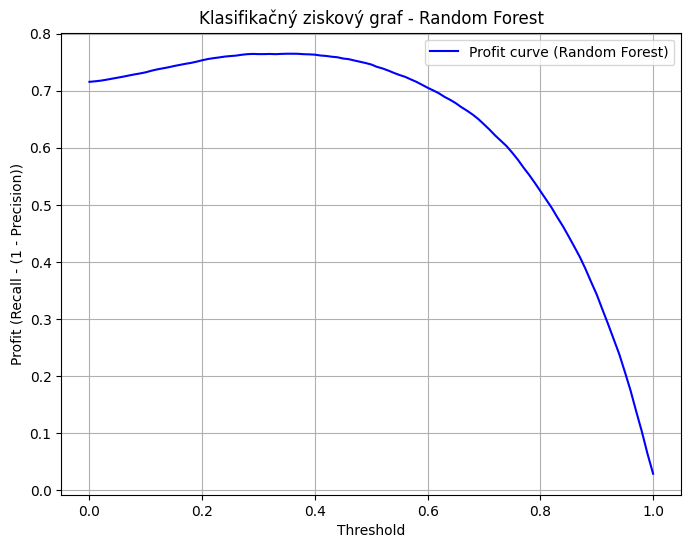 Klasifikačný ziskový graf - Random Forest
Profit curve (Random Forest)
Profit (Recall - (1 - Precision))
0.8
0.7
0.6
0.5
0.4
0.3
0.2
0.1
0.0
0.0 0.2 0.4 0.6 0.8 1.0
Threshold